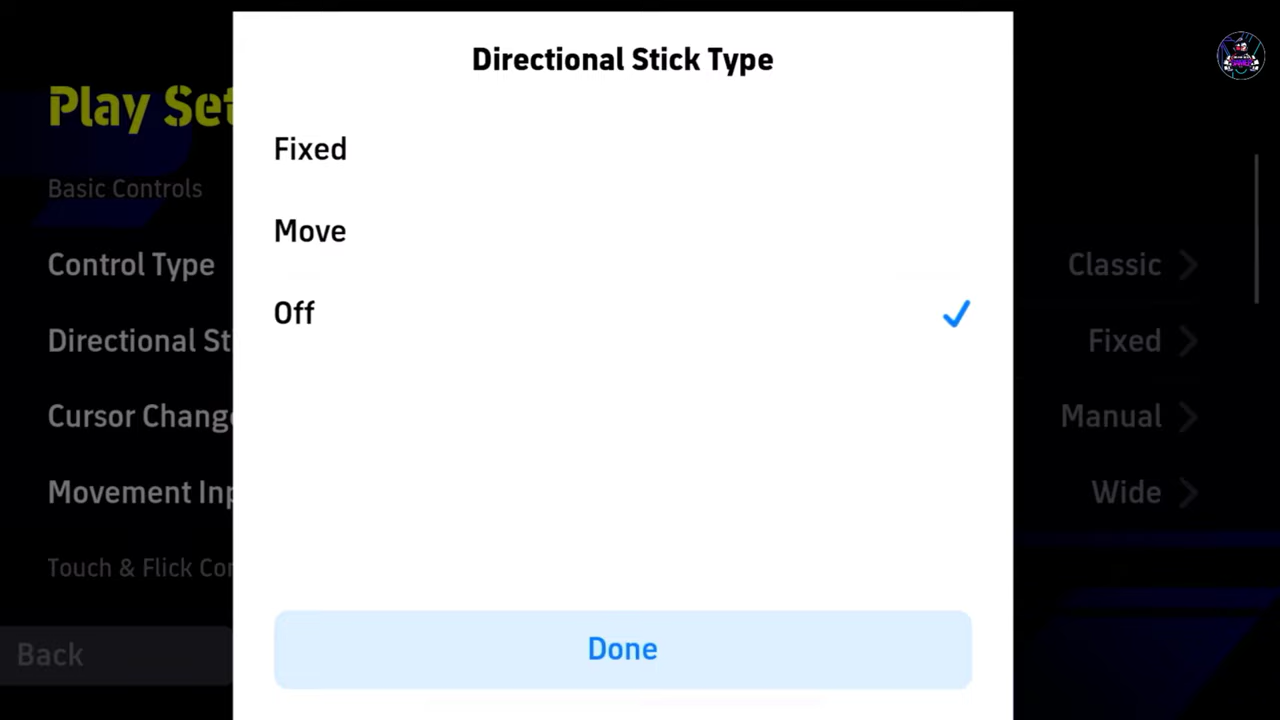 Directional Stick Type
Play Set
Fixed
Basic Controls
Move
Control Type
Classic
Off
Directional St
Fixed
Cursor Change
Manual
Movement Inp
Wide
Touch & Flick Con
Done
Back